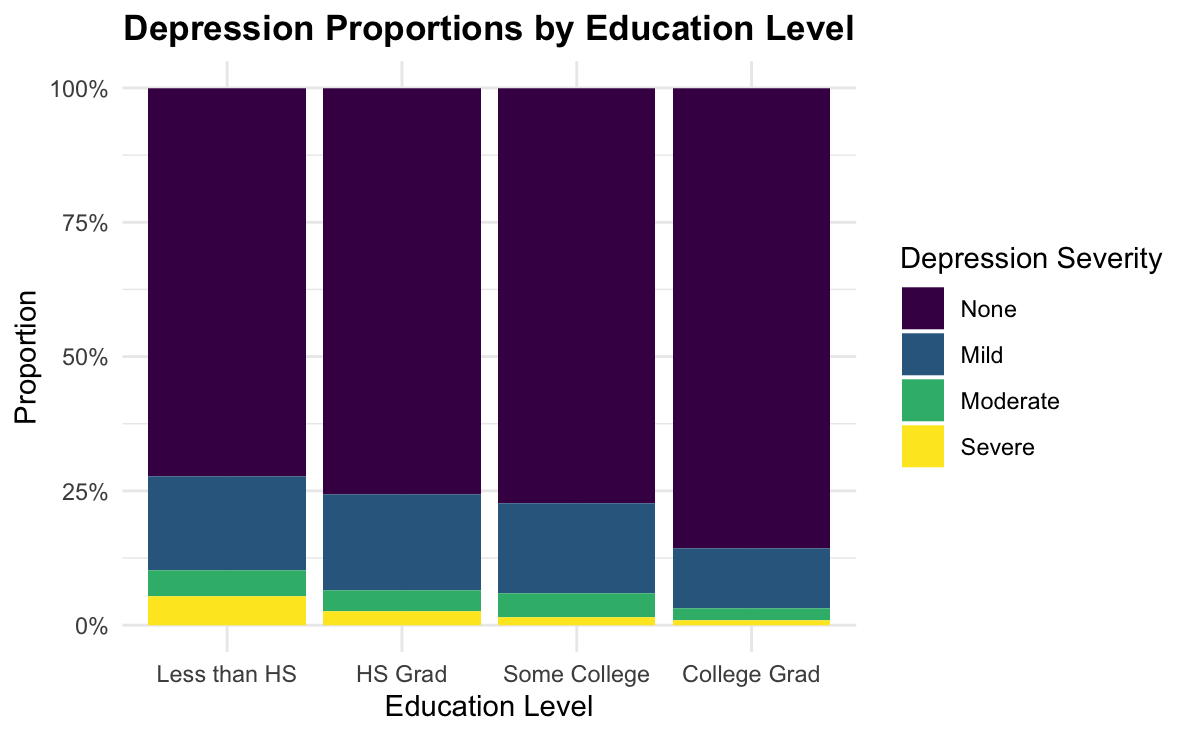 Depression Proportions by Education Level
100%
75%
50%
25%
0%
Proportion
Less than HS
HS Grad
Some College
College Grad
Education Level
Depression Severity
None
Mild
Moderate
Severe